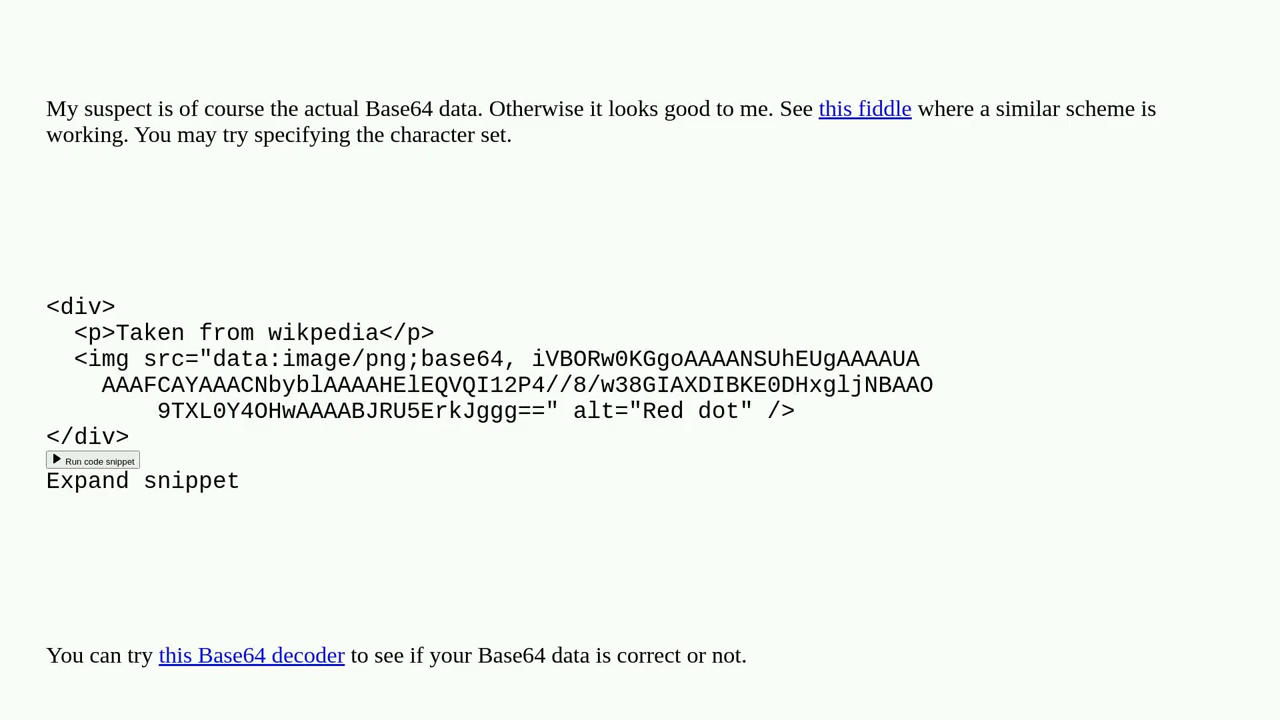 My suspect is of course the actual Base64 data. Otherwise it looks good to me. See this fiddle where a similar scheme is
working. You may try specifying the character set.
<div>
  <p>Taken from wikpedia</p>
  <img src="data:image/png;base64, iVBORw0KGgoAAAANSUhEUgAAAAUA
    AAAFCAYAAACNbyblAAAAHElEQVQI12P4//8/w38GIAXDIBKE0DHxgljNBAAO
        9TXL0Y4OHwAAAABJRU5ErkJggg==" alt="Red dot" />
</div>
Run code snippet
Expand snippet
You can try this Base64 decoder to see if your Base64 data is correct or not.